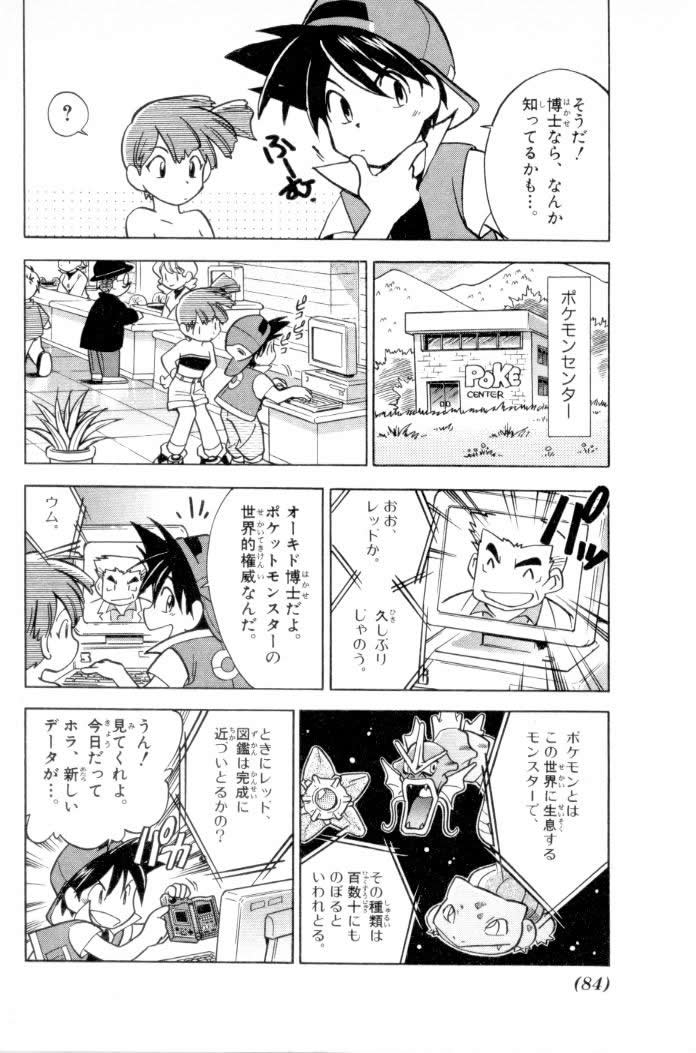 そうだ！
博士なら、なんか
知ってるかも…。
ふーむ。
？
ポケモンセンター
POKE
CENTER
ピコ
ピコ
パッ
おお、
レッドか。
久しぶり
じゃのう。
オーキド博士だよ。
ポケットモンスターの
世界的権威なんだ。
ウム。
ポケモンとは
この世界に生息する
モンスターで、
その種類は
百数十にも
のぼると
いわれとる。
ときにレッド、
図鑑は完成に
近づいとるかの？
うん！
見てくれよ。
今日だって
ホラ、新しい
データが…。
パカ
(84)